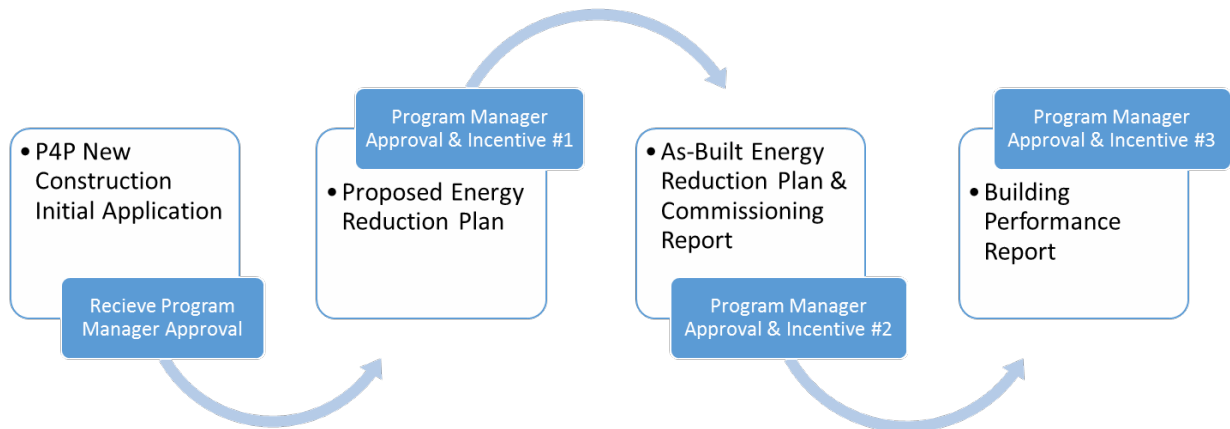 • P4P New
Construction
Initial Application
Recieve Program
Manager Approval
Program Manager
Approval & Incentive #1
• Proposed Energy
Reduction Plan
• As-Built Energy
Reduction Plan &
Commissioning
Report
Program Manager
Approval & Incentive #2
Program Manager
Approval & Incentive #3
• Building
Performance
Report